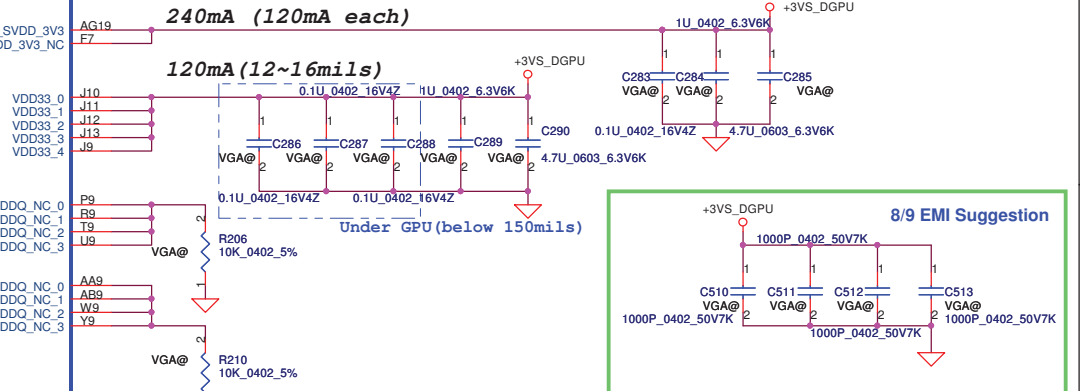 240mA (120mA each)
+3VS_DGPU
_SVDD_3V3
AG19
DD_3V3_NC
F7
1U_0402_6.3V6K
120mA(12~16mils)
+3VS_DGPU
1
1
1
C283
C284
C285
VGA@
VGA@
VGA@
2
2
2
0.1U_0402_16V4Z
4.7U_0603_6.3V6K
VDD33_0
J10
VDD33_1
J11
VDD33_2
J12
VDD33_3
J13
VDD33_4
J9
0.1U_0402_16V4Z
1U_0402_6.3V6K
1
1
1
1
1
C286
C287
C288
C289
C290
VGA@
VGA@
VGA@
VGA@
VGA@
4.7U_0603_6.3V6K
2
2
2
2
2
0.1U_0402_16V4Z
0.1U_0402_16V4Z
Under GPU(below 150mils)
DDQ_NC_0
P9
DDQ_NC_1
R9
DDQ_NC_2
T9
DDQ_NC_3
U9
2
VGA@
R206
10K_0402_5%
1
DDQ_NC_0
AA9
DDQ_NC_1
AB9
DDQ_NC_2
W9
DDQ_NC_3
Y9
2
VGA@
R210
10K_0402_5%
8/9 EMI Suggestion
+3VS_DGPU
1000P_0402_50V7K
1
1
1
1
C510
C511
C512
C513
VGA@
VGA@
VGA@
VGA@
2
2
2
2
1000P_0402_50V7K
1000P_0402_50V7K
1000P_0402_50V7K